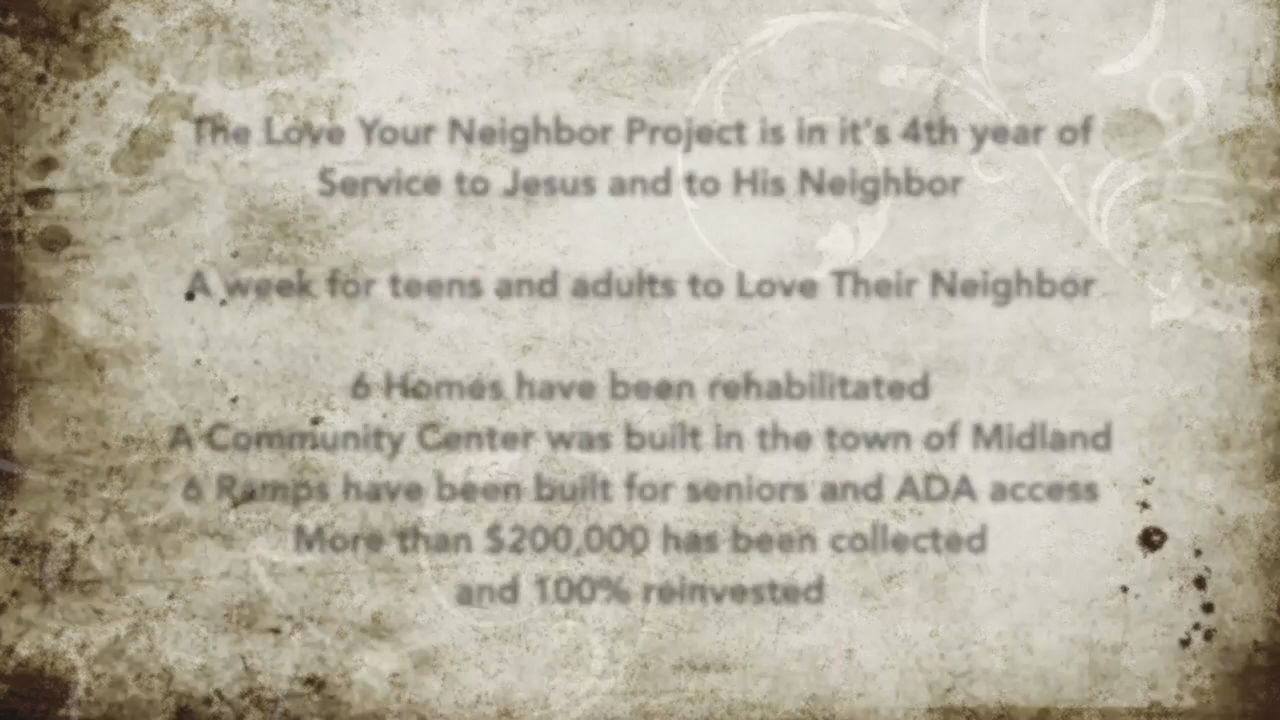 The Love Your Neighbor Project is in it's 4th year of
Service to Jesus and to His Neighbor
A week for teens and adults to Love Their Neighbor
6 Homes have been rehabilitated
A Community Center was built in the town of Midland
6 Ramps have been built for seniors and ADA access
More than $200,000 has been collected
and 100% reinvested